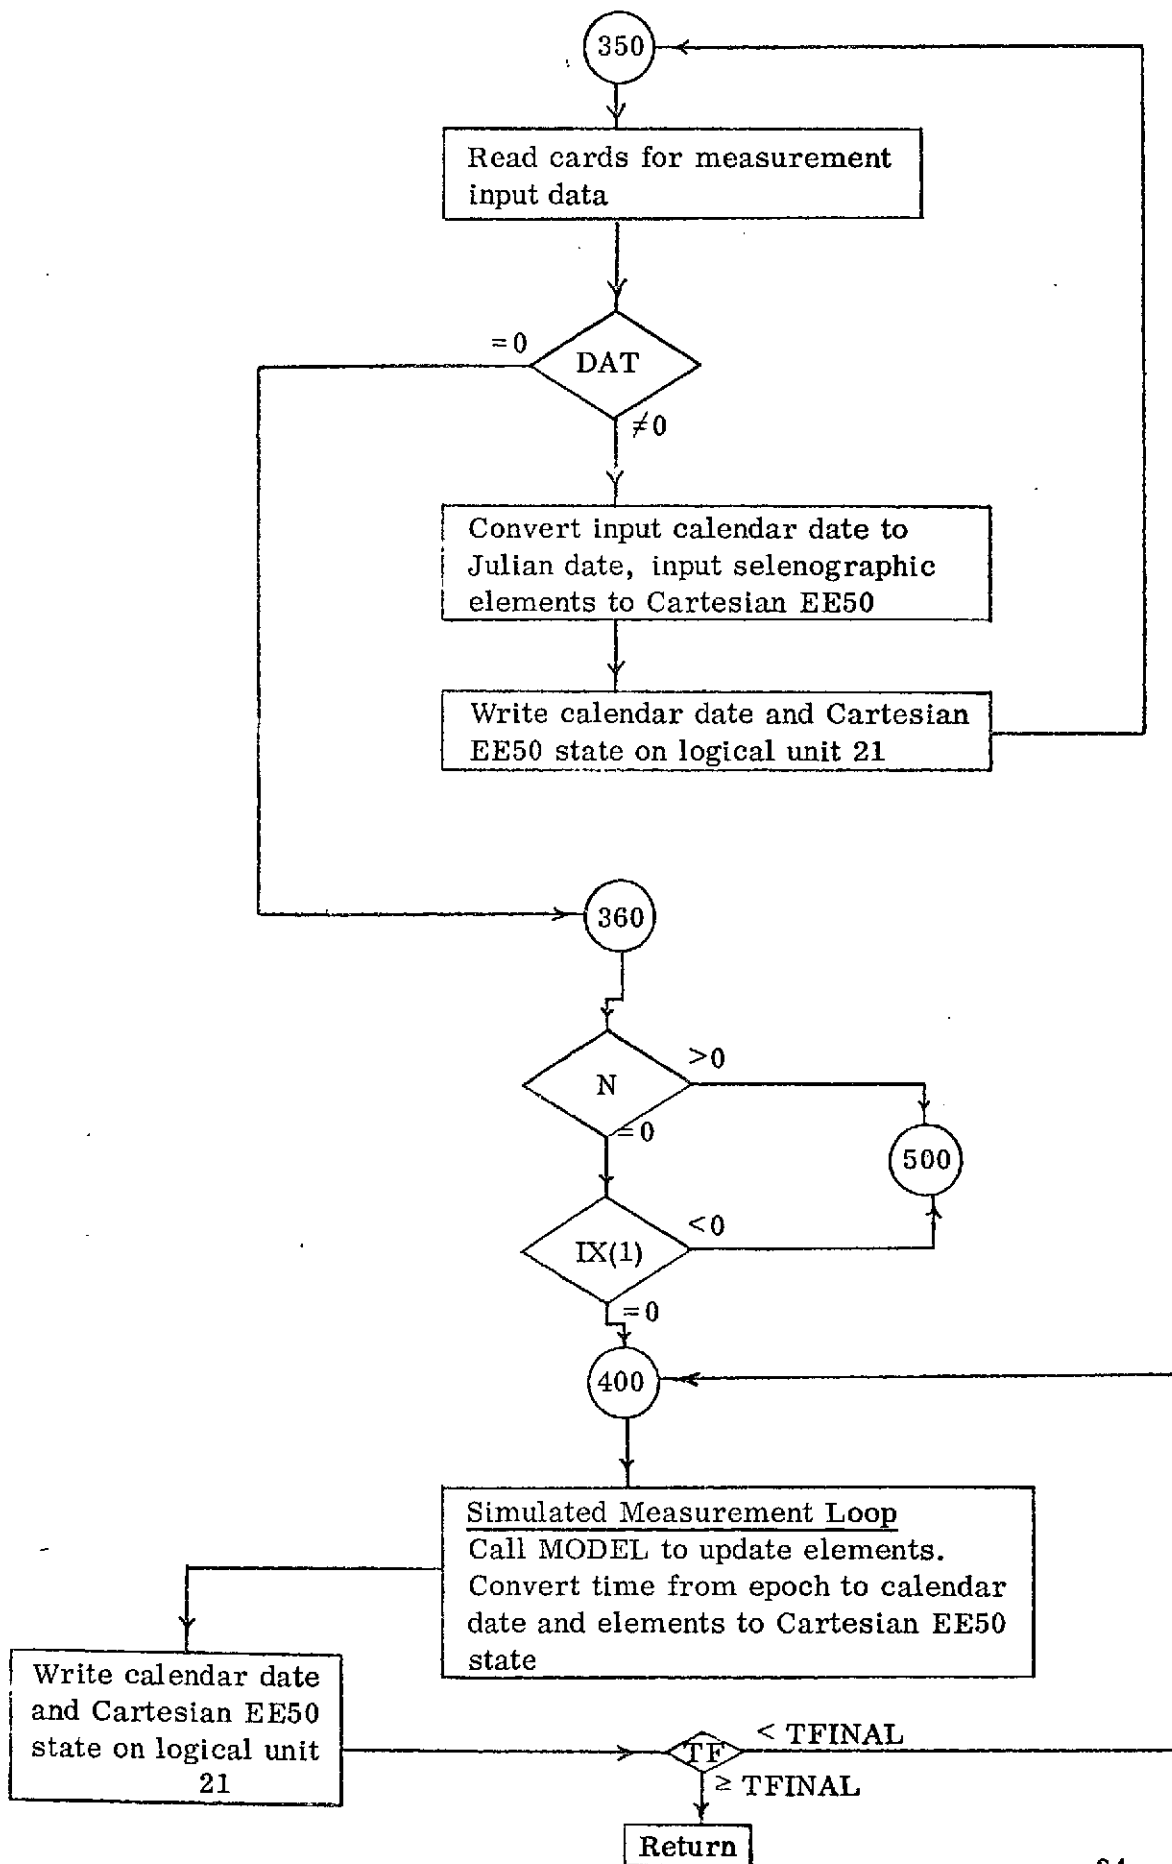 350
Read cards for measurement
input data
=0
DAT
≠0
Convert input calendar date to
Julian date, input selenographic
elements to Cartesian EE50
Write calendar date and Cartesian
EE50 state on logical unit 21
360
>0
N
=0
500
<0
IX(1)
=0
400
Simulated Measurement Loop
Call MODEL to update elements.
Convert time from epoch to calendar
date and elements to Cartesian EE50
state
Write calendar date
and Cartesian EE50
state on logical unit
21
< TFINAL
TF
≥ TFINAL
Return